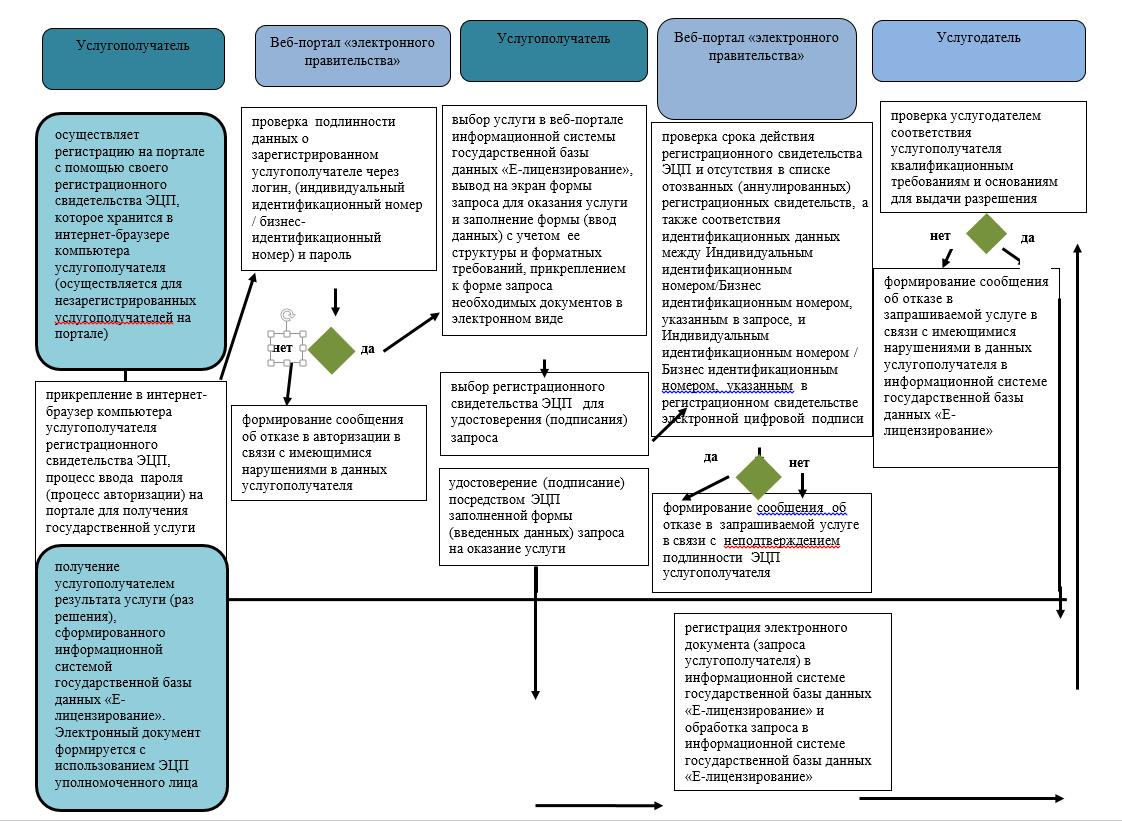 Услугополучатель
Веб-портал «электронного
правительства»
Услугополучатель
Веб-портал «электронного
правительства»
Услугодатель
осуществляет
регистрацию на портале
с помощью своего
регистрационного
свидетельства ЭЦП,
которое хранится в
интернет-браузере
компьютера
услугополучателя
(осуществляется для
незарегистрированных
услугополучателей на
портале)
прикрепление в интернет-
браузер компьютера
услугополучателя
регистрационного
свидетельства ЭЦП,
процесс ввода пароля
(процесс авторизации) на
портале для получения
государственной услуги
получение
услугополучателем
результата услуги (раз
решения),
сформированного
информационной
системой
государственной базы
данных «Е-
лицензирование».
Электронный документ
формируется с
использованием ЭЦП
уполномоченного лица
проверка подлинности
данных о
зарегистрированном
услугополучателе через
логин, (индивидуальный
идентификационный номер
/ бизнес-
идентификационный
номер) и пароль
нет
да
формирование сообщения
об отказе в авторизации в
связи с имеющимися
нарушениями в данных
услугополучателя
выбор услуги в веб-портале
информационной системы
государственной базы
данных «Е-лицензирование»,
вывод на экран формы
запроса для оказания услуги
и заполнение формы (ввод
данных) с учетом ее
структуры и форматных
требований, прикреплением
к форме запроса
необходимых документов в
электронном виде
выбор регистрационного
свидетельства ЭЦП для
удостоверения (подписания)
запроса
удостоверение (подписание)
посредством ЭЦП
заполненной формы
(введенных данных) запроса
на оказание услуги
проверка срока действия
регистрационного свидетельства
ЭЦП и отсутствия в списке
отозванных (аннулированных)
регистрационных свидетельств, а
также соответствия
идентификационных данных
между Индивидуальным
идентификационным
номером/Бизнес
идентификационным номером,
указанным в запросе, и
Индивидуальным
идентификационным номером /
Бизнес идентификационным
номером, указанным в
регистрационном свидетельстве
электронной цифровой подписи
да
нет
формирование сообщения об
отказе в запрашиваемой услуге
в связи с неподтверждением
подлинности ЭЦП
услугополучателя
регистрация электронного
документа (запроса
услугополучателя) в
информационной системе
государственной базы данных
«Е-лицензирование» и
обработка запроса в
информационной системе
государственной базы данных
«Е-лицензирование»
проверка услугодателем
соответствия
услугополучателя
квалификационным
требованиям и основаниям
для выдачи разрешения
нет
да
формирование сообщения
об отказе в
запрашиваемой услуге в
связи с имеющимися
нарушениями в данных
услугополучателя в
информационной системе
государственной базы
данных «Е-
лицензирование»